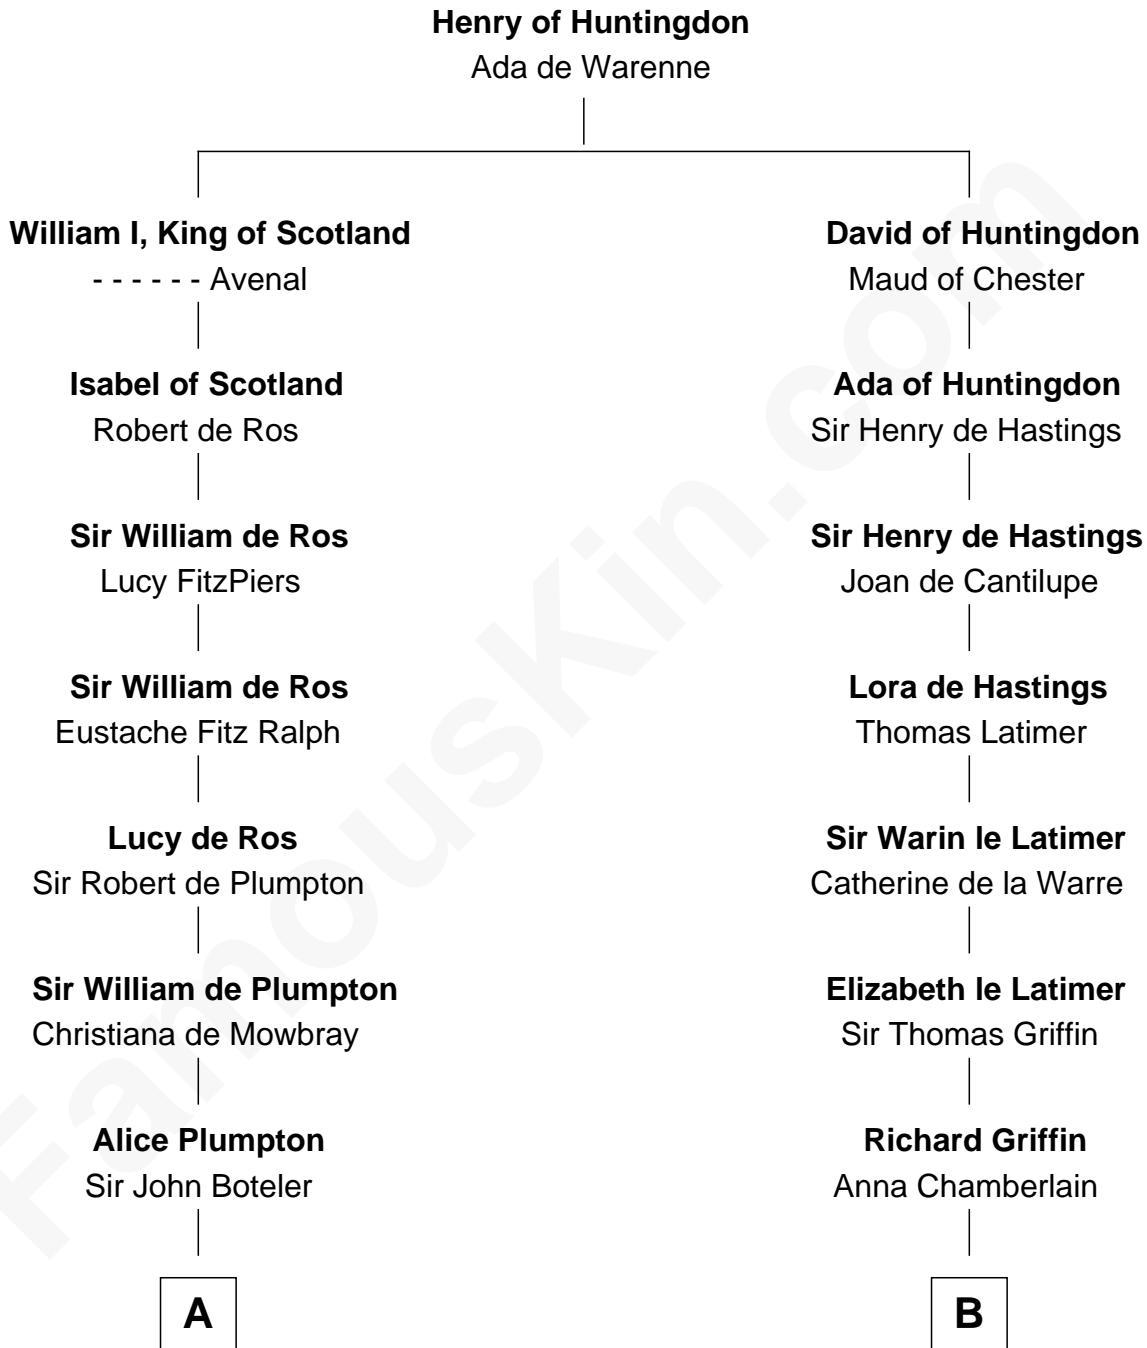 Henry of Huntingdon
Ada de Warenne
William I, King of Scotland
- - - - - - Avenal
Isabel of Scotland
Robert de Ros
Sir William de Ros
Lucy FitzPiers
Sir William de Ros
Eustache Fitz Ralph
Lucy de Ros
Sir Robert de Plumpton
Sir William de Plumpton
Christiana de Mowbray
Alice Plumpton
Sir John Boteler
A
David of Huntingdon
Maud of Chester
Ada of Huntingdon
Sir Henry de Hastings
Sir Henry de Hastings
Joan de Cantilupe
Lora de Hastings
Thomas Latimer
Sir Warin le Latimer
Catherine de la Warre
Elizabeth le Latimer
Sir Thomas Griffin
Richard Griffin
Anna Chamberlain
B
FamousKin.com